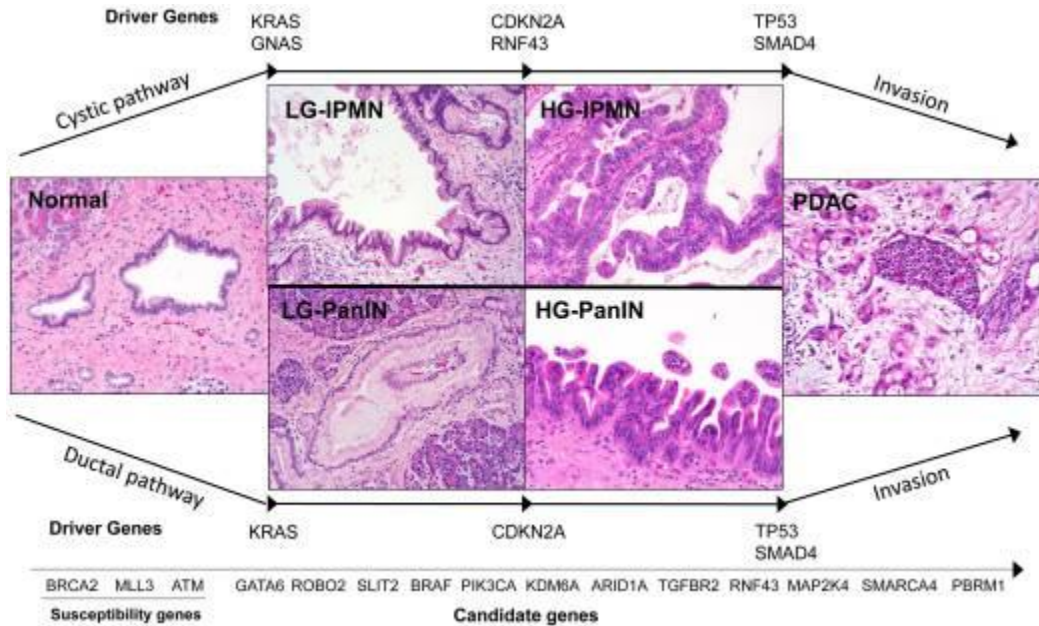 Driver Genes
KRAS
GNAS
CDKN2A
RNF43
TP53
SMAD4
Cystic pathway
Invasion
Normal
LG-IPMN
HG-IPMN
PDAC
LG-PanIN
HG-PanIN
Ductal pathway
Invasion
Driver Genes
KRAS
CDKN2A
TP53
SMAD4
BRCA2 MLL3 ATM
GATA6 ROBO2 SLIT2 BRAF PIK3CA KDM6A ARID1A TGFBR2 RNF43 MAP2K4 SMARCA4 PBRM1
Susceptibility genes
Candidate genes